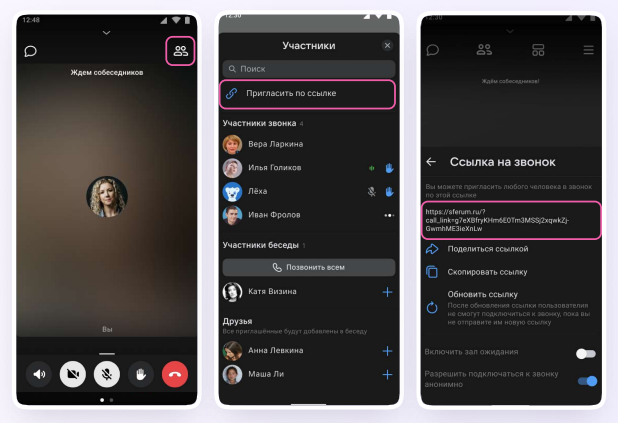 12:48
Ждем собеседников
Вы
12:30
Участники
Поиск
Пригласить по ссылке
Участники звонка 4
Вера Ларкина
Илья Голиков
Лёха
Иван Фролов
Участники беседы 1
Позвонить всем
Катя Визина
Друзья
Все приглашённые будут добавлены в беседу
Анна Левкина
Маша Ли
12:30
Ждём собеседников!
Ссылка на звонок
Вы можете пригласить любого человека в звонок
по этой ссылке
https://sferum.ru/?
call_link=g7eXBfryKHm6E0Tm3MSSj2xqwkZj-
GwmhME3ieXnLw
Поделиться ссылкой
Скопировать ссылку
Обновить ссылку
После обновления ссылки пользователи
не смогут подключиться к звонку, пока вы
не отправите им новую ссылку
Включить зал ожидания
Разрешить подключаться к звонку
анонимно